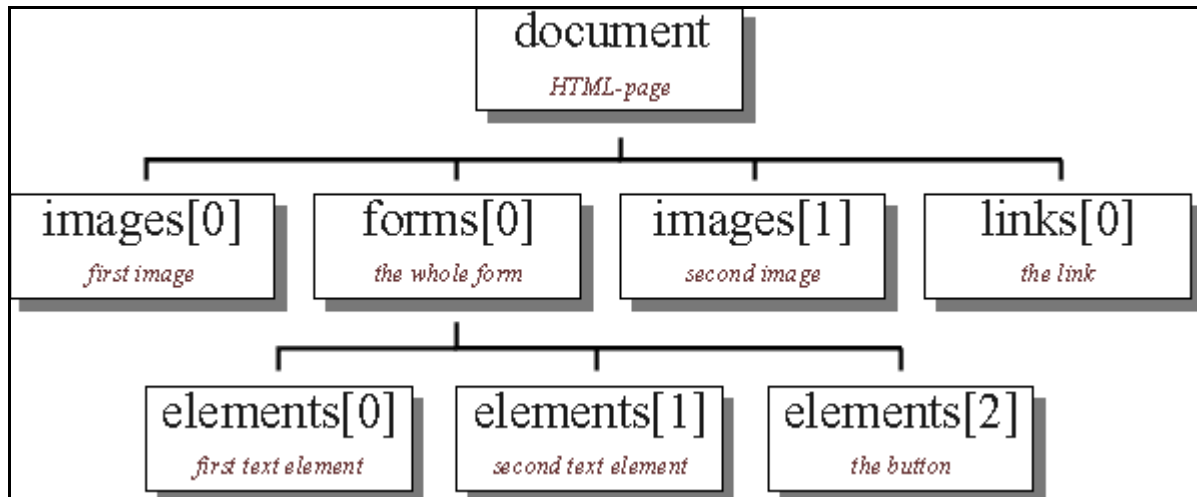 document
HTML-page
images[0] forms[0] images[1] links[0]
first image the whole form second image the link
elements[0] elements[1] elements[2]
first text element second text element the button